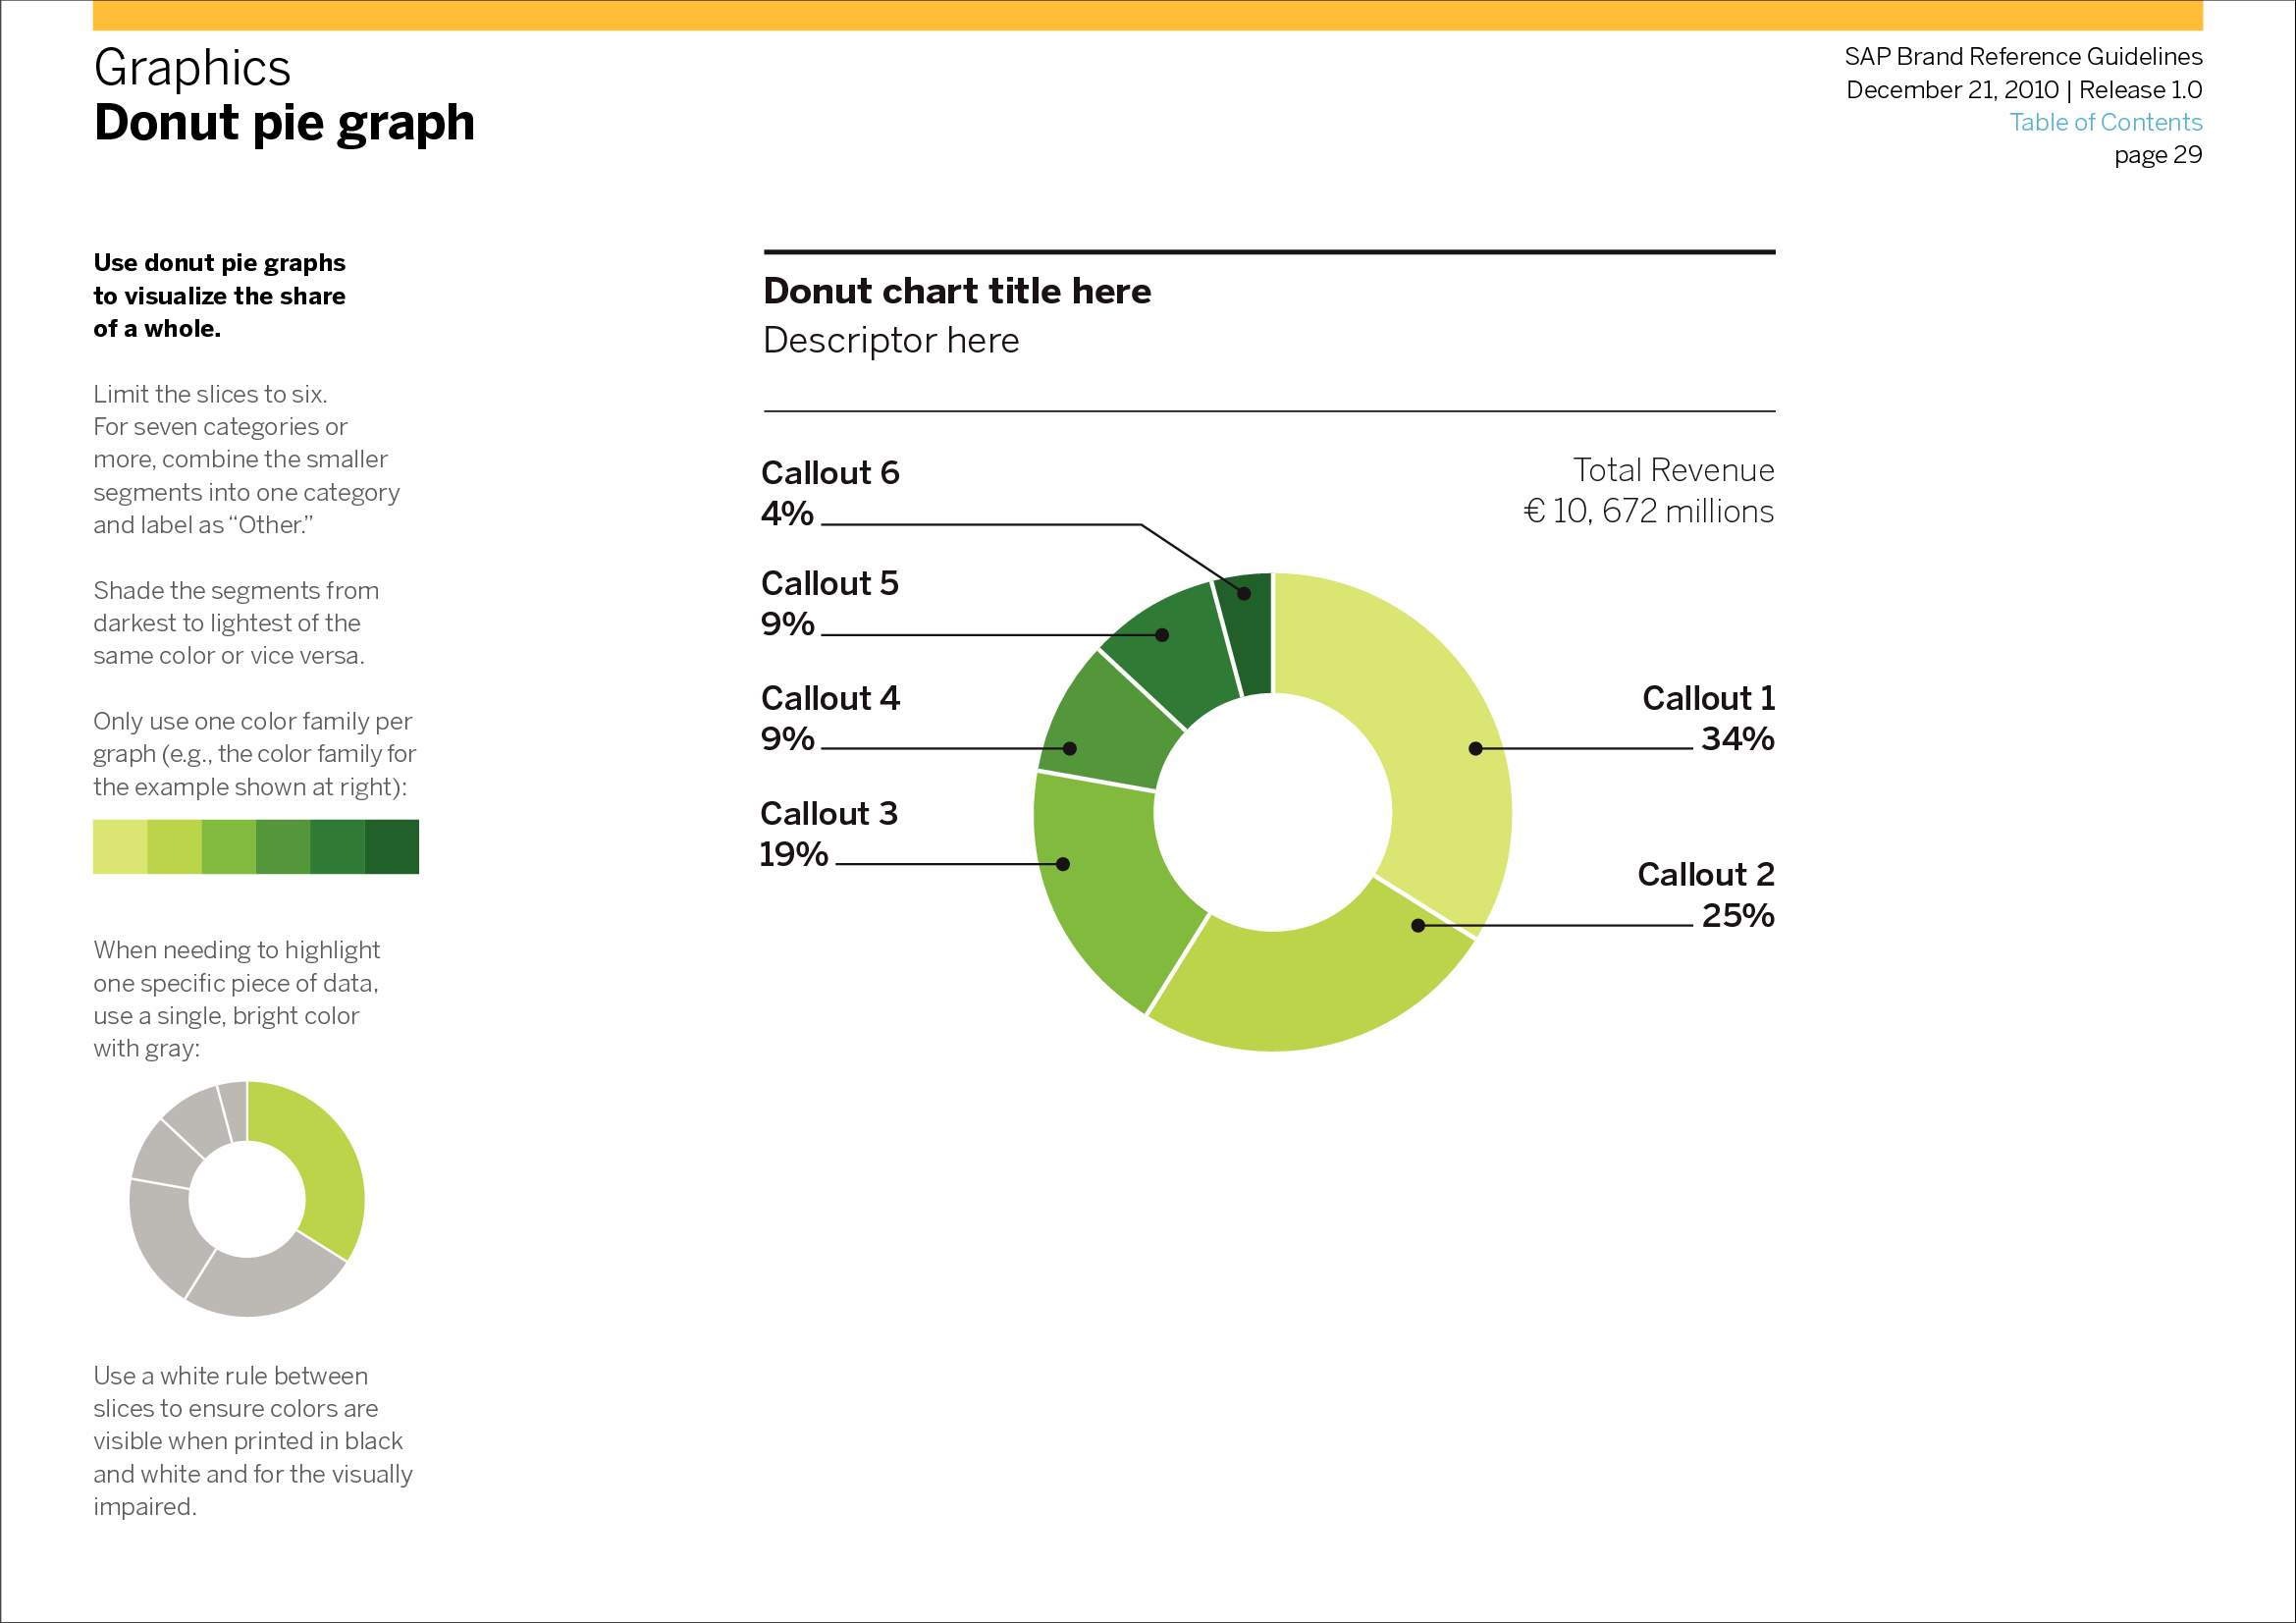 Graphics
Donut pie graph
SAP Brand Reference Guidelines
December 21, 2010 | Release 1.0
Table of Contents
page 29
Use donut pie graphs
to visualize the share
of a whole.
Limit the slices to six.
For seven categories or
more, combine the smaller
segments into one category
and label as “Other.”
Shade the segments from
darkest to lightest of the
same color or vice versa.
Only use one color family per
graph (e.g., the color family for
the example shown at right):
When needing to highlight
one specific piece of data,
use a single, bright color
with gray:
Use a white rule between
slices to ensure colors are
visible when printed in black
and white and for the visually
impaired.
Donut chart title here
Descriptor here
Total Revenue
€ 10, 672 millions
Callout 6
4%
Callout 5
9%
Callout 4
9%
Callout 3
19%
Callout 1
34%
Callout 2
25%